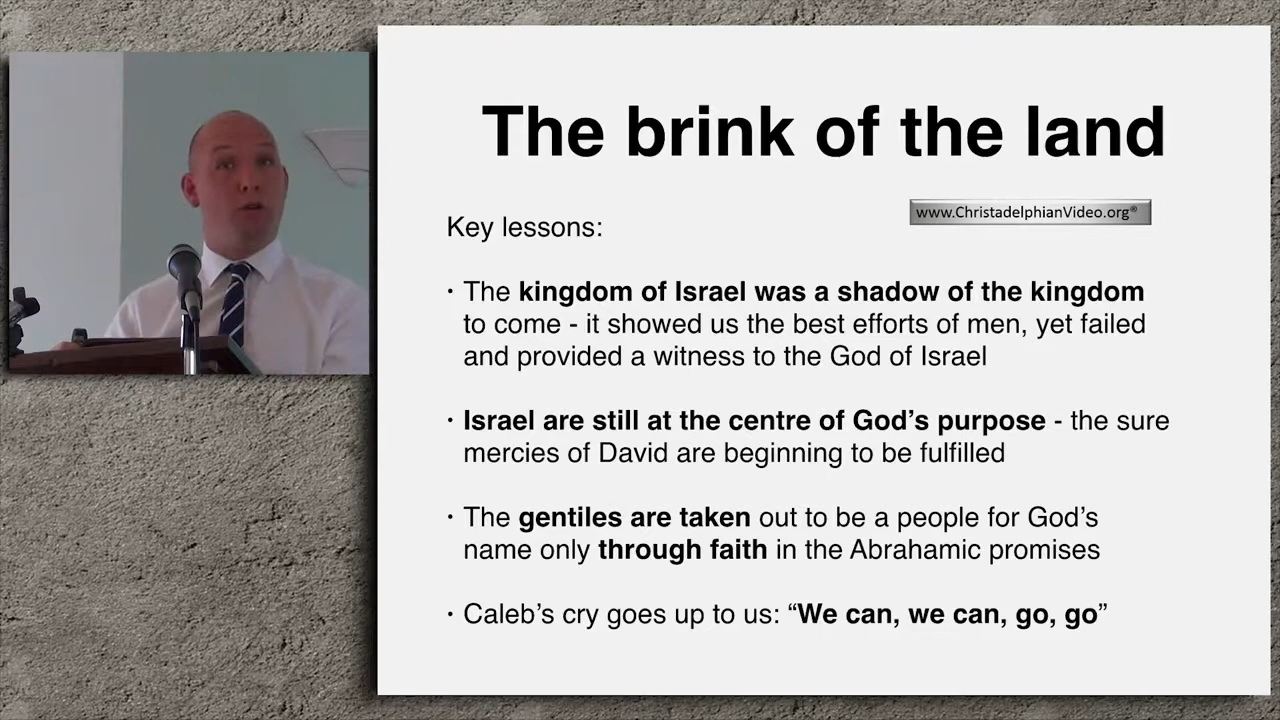 The brink of the land
www.ChristadelphianVideo.org®
Key lessons:
· The kingdom of Israel was a shadow of the kingdom
to come - it showed us the best efforts of men, yet failed
and provided a witness to the God of Israel
· Israel are still at the centre of God’s purpose - the sure
mercies of David are beginning to be fulfilled
· The gentiles are taken out to be a people for God’s
name only through faith in the Abrahamic promises
· Caleb’s cry goes up to us: “We can, we can, go, go”